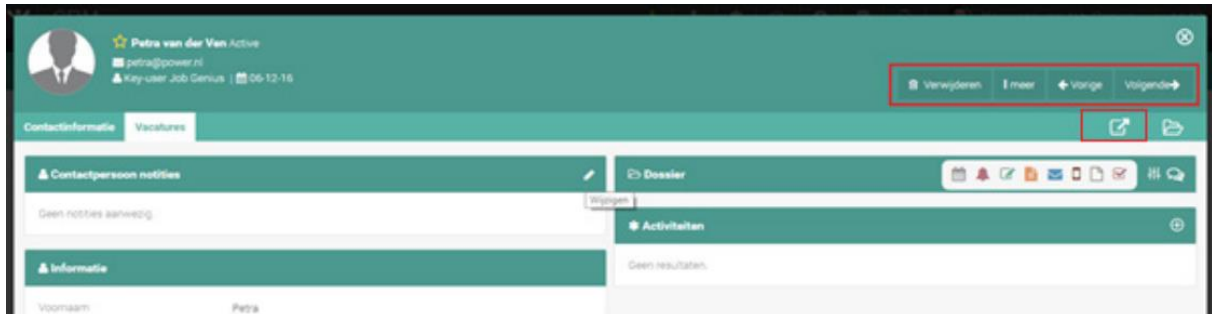 Petra van der Ven Active
petra@power.nl
Key-user Job Genius | 06-12-16
Verwijderen meer Vorige Volgende
Contactinformatie Vacatures
Contactpersoon notities
Dossier
Wijzigen
Geen notities aanwezig.
Activiteiten
Informatie
Geen resultaten.
Voornaam Petra